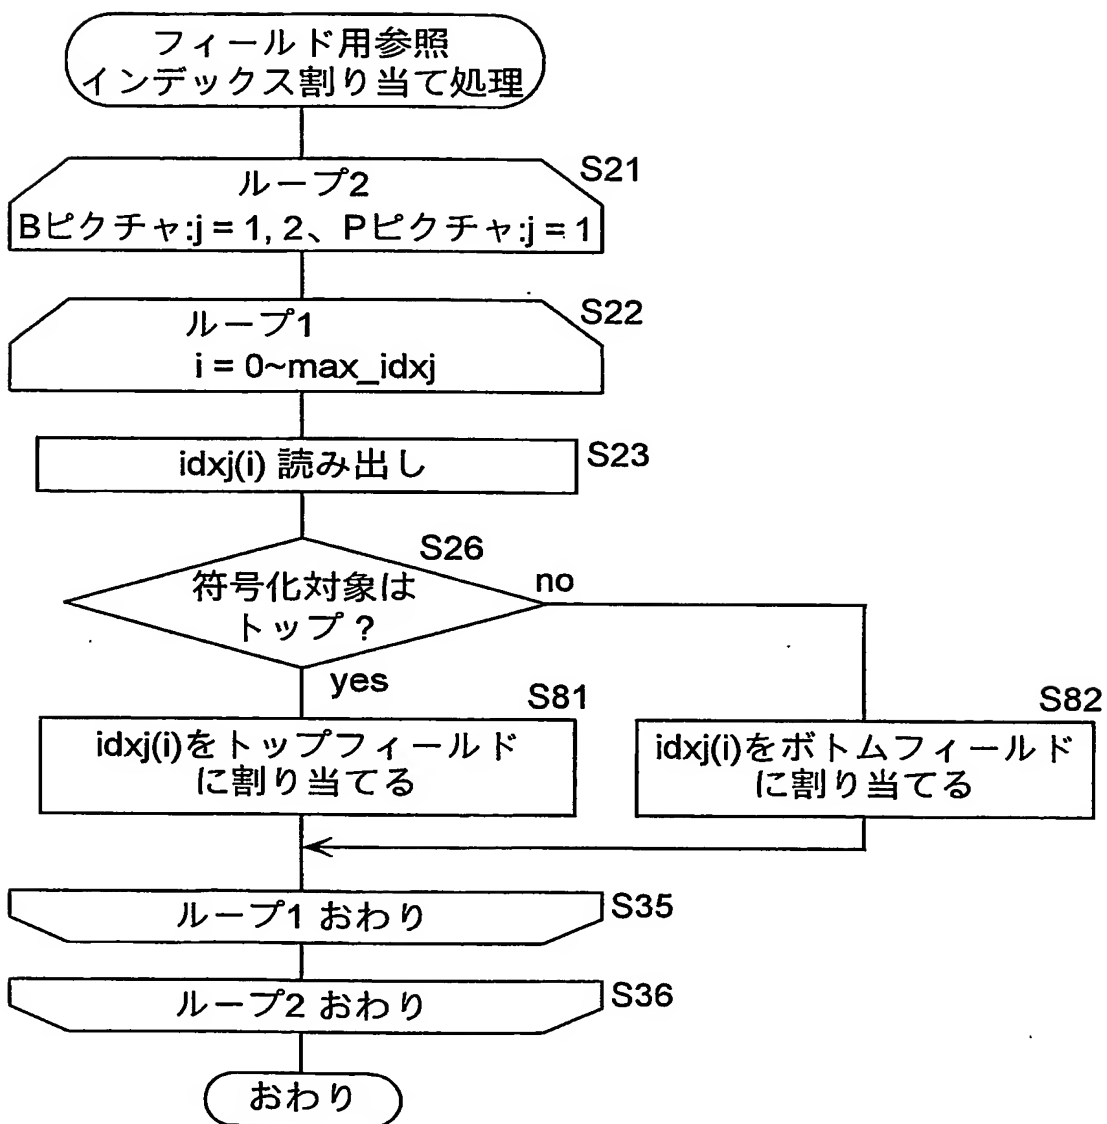 フィールド用参照
インデックス割り当て処理
S21
ループ2
Bピクチャ:j = 1, 2、Pピクチャ:j = 1
S22
ループ1
i = 0~max_idxj
idxj(i) 読み出し
S23
S26
符号化対象は
トップ？
no
yes
S81
idxj(i)をトップフィールド
に割り当てる
S82
idxj(i)をボトムフィールド
に割り当てる
ループ1 おわり
S35
ループ2 おわり
S36
おわり